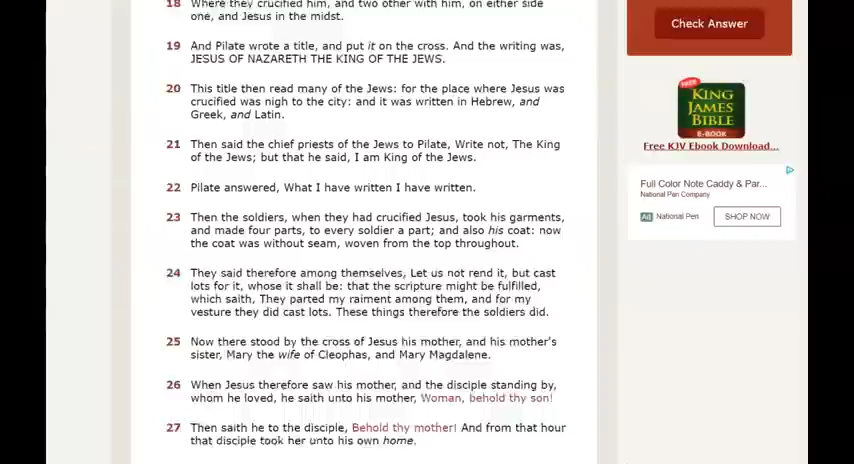 18 Where they crucified him, and two other with him, on either side
one, and Jesus in the midst.
19 And Pilate wrote a title, and put it on the cross. And the writing was,
JESUS OF NAZARETH THE KING OF THE JEWS.
20 This title then read many of the Jews: for the place where Jesus was
crucified was nigh to the city: and it was written in Hebrew, and
Greek, and Latin.
21 Then said the chief priests of the Jews to Pilate, Write not, The King
of the Jews; but that he said, I am King of the Jews.
22 Pilate answered, What I have written I have written.
23 Then the soldiers, when they had crucified Jesus, took his garments,
and made four parts, to every soldier a part; and also his coat: now
the coat was without seam, woven from the top throughout.
24 They said therefore among themselves, Let us not rend it, but cast
lots for it, whose it shall be: that the scripture might be fulfilled,
which saith, They parted my raiment among them, and for my
vesture they did cast lots. These things therefore the soldiers did.
25 Now there stood by the cross of Jesus his mother, and his mother's
sister, Mary the wife of Cleophas, and Mary Magdalene.
26 When Jesus therefore saw his mother, and the disciple standing by,
whom he loved, he saith unto his mother, Woman, behold thy son!
27 Then saith he to the disciple, Behold thy mother! And from that hour
that disciple took her unto his own home.
Check Answer
FREE
KING
JAMES
BIBLE
E-BOOK
Free KJV Ebook Download...
Full Color Note Caddy & Par...
National Pen Company
Ad National Pen
SHOP NOW